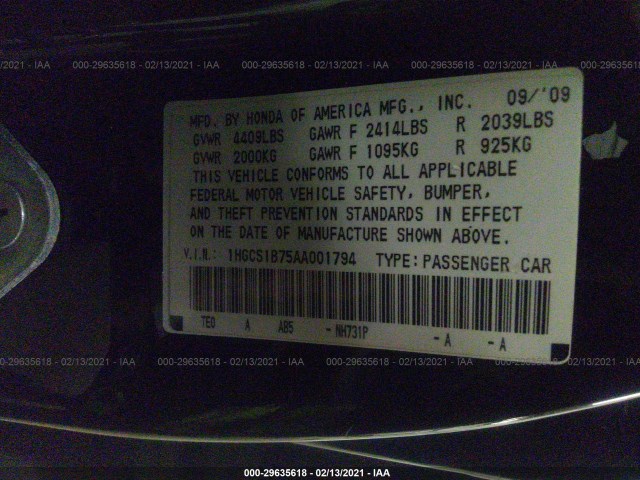 000-29635618 - 02/13/2021 - IAA
MFD. BY HONDA OF AMERICA MFG., INC. 09/'09
GVWR 4409LBS GAWR F 2414LBS R 2039LBS
GVWR 2000KG GAWR F 1095KG R 925KG
THIS VEHICLE CONFORMS TO ALL APPLICABLE
FEDERAL MOTOR VEHICLE SAFETY, BUMPER,
AND THEFT PREVENTION STANDARDS IN EFFECT
ON THE DATE OF MANUFACTURE SHOWN ABOVE.
V.I.N.: 1HGCS1B75AA001794 TYPE: PASSENGER CAR
TE0 A AB5 - NH731P - A - A
000-29635618 - 02/13/2021 - IAA
000-29635618 - 02/13/2021 - IAA